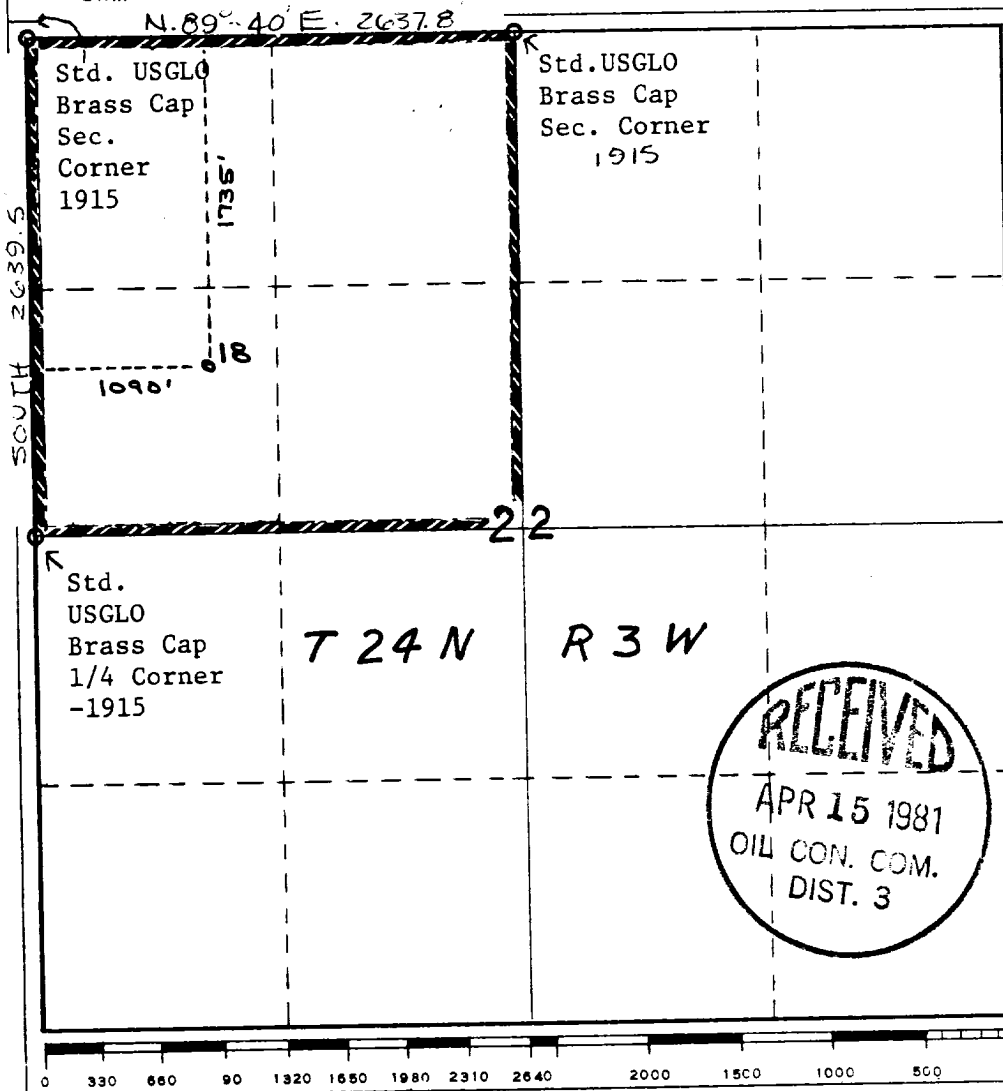 N. 89° - 40' E. 2637.8
Std. USGLO
Brass Cap
Sec.
Corner
1915
Std.USGLO
Brass Cap
Sec. Corner
1915
1735'
SOUTH 2639.5
18
1090'
22
Std.
USGLO
Brass Cap
1/4 Corner
-1915
T 24 N R 3 W
RECEIVED
APR 15 1981
OIL CON. COM.
DIST. 3
0 330 660 90 1320 1650 1980 2310 2640 2000 1500 1000 500